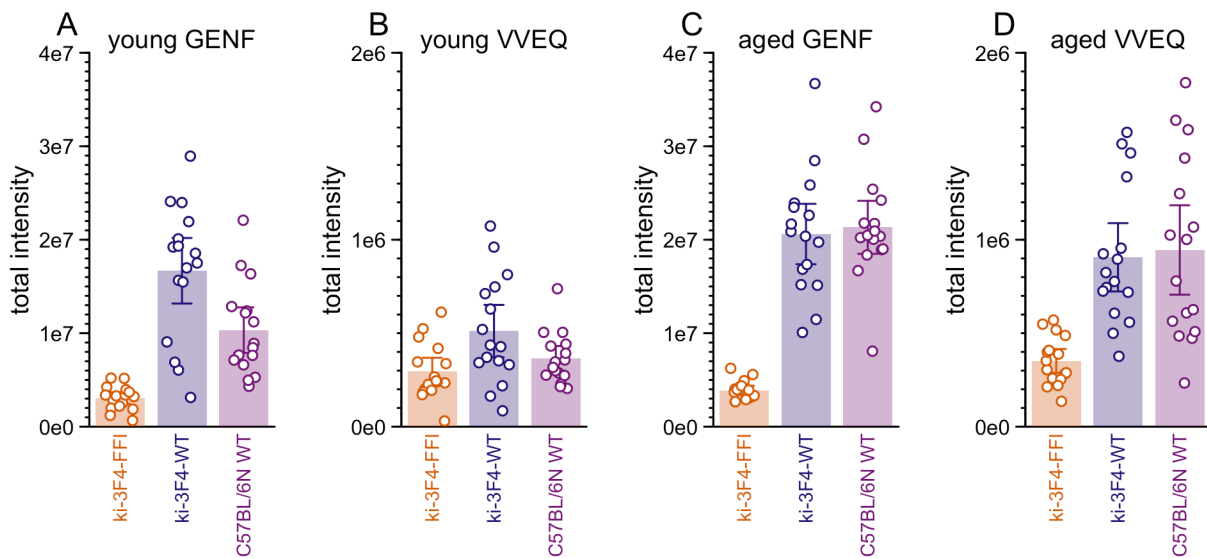 A
young GENF
total intensity
4e7
3e7
2e7
1e7
0e0
ki-3F4-FFI
ki-3F4-WT
C57BL/6N WT
B
young VVEQ
total intensity
2e6
1e6
0e0
ki-3F4-FFI
ki-3F4-WT
C57BL/6N WT
C
aged GENF
total intensity
4e7
3e7
2e7
1e7
0e0
ki-3F4-FFI
ki-3F4-WT
C57BL/6N WT
D
aged VVEQ
total intensity
2e6
1e6
0e0
ki-3F4-FFI
ki-3F4-WT
C57BL/6N WT